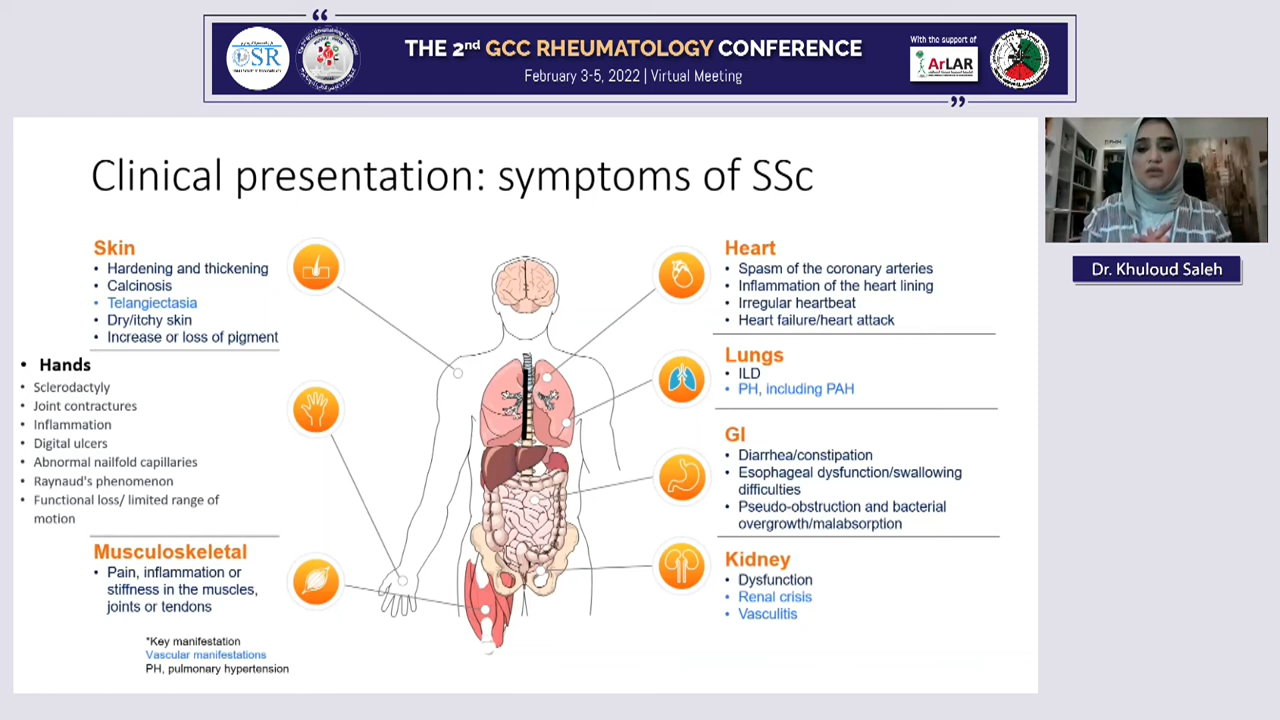 THE 2nd GCC RHEUMATOLOGY CONFERENCE
February 3-5, 2022 | Virtual Meeting
With the support of
OSR
ArLAR
Dr. Khuloud Saleh
Clinical presentation: symptoms of SSc
Skin
• Hardening and thickening
• Calcinosis
• Telangiectasia
• Dry/itchy skin
• Increase or loss of pigment
• Hands
• Sclerodactyly
• Joint contractures
• Inflammation
• Digital ulcers
• Abnormal nailfold capillaries
• Raynaud's phenomenon
• Functional loss/ limited range of
motion
Musculoskeletal
• Pain, inflammation or
stiffness in the muscles,
joints or tendons
*Key manifestation
Vascular manifestations
PH, pulmonary hypertension
Heart
• Spasm of the coronary arteries
• Inflammation of the heart lining
• Irregular heartbeat
• Heart failure/heart attack
Lungs
• ILD
• PH, including PAH
GI
• Diarrhea/constipation
• Esophageal dysfunction/swallowing
difficulties
• Pseudo-obstruction and bacterial
overgrowth/malabsorption
Kidney
• Dysfunction
• Renal crisis
• Vasculitis